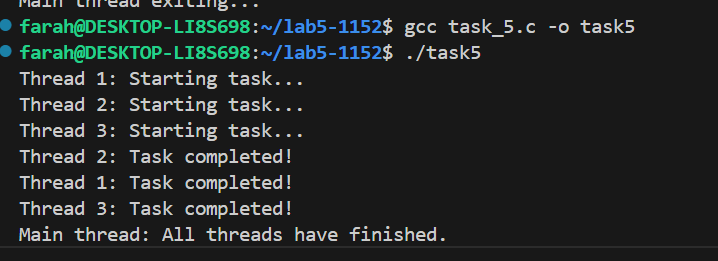 Main thread exiting...
farah@DESKTOP-LI8S698:~/lab5-1152$ gcc task_5.c -o task5
farah@DESKTOP-LI8S698:~/lab5-1152$ ./task5
Thread 1: Starting task...
Thread 2: Starting task...
Thread 3: Starting task...
Thread 2: Task completed!
Thread 1: Task completed!
Thread 3: Task completed!
Main thread: All threads have finished.